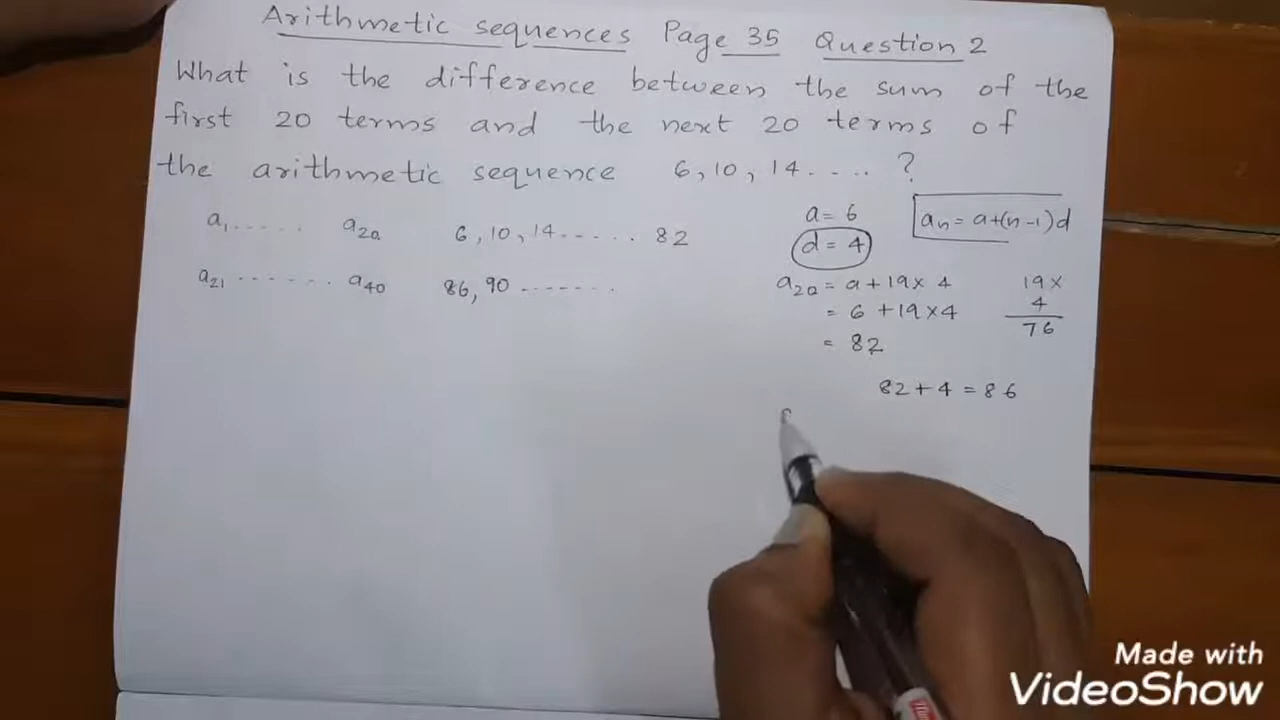 Arithmetic sequences Page 35 Question 2
What is the difference between the sum of the
first 20 terms and the next 20 terms of
the arithmetic sequence 6, 10, 14.... ?
a₁..... a₂₀ 6, 10, 14..... 82
a₂₁ ....... a₄₀ 86, 90 .......
a = 6
d = 4
aₙ = a+(n-1)d
a₂₀ = a + 19 × 4
= 6 + 19 × 4
= 82
19 ×
4
76
82 + 4 = 86
Made with
VideoShow